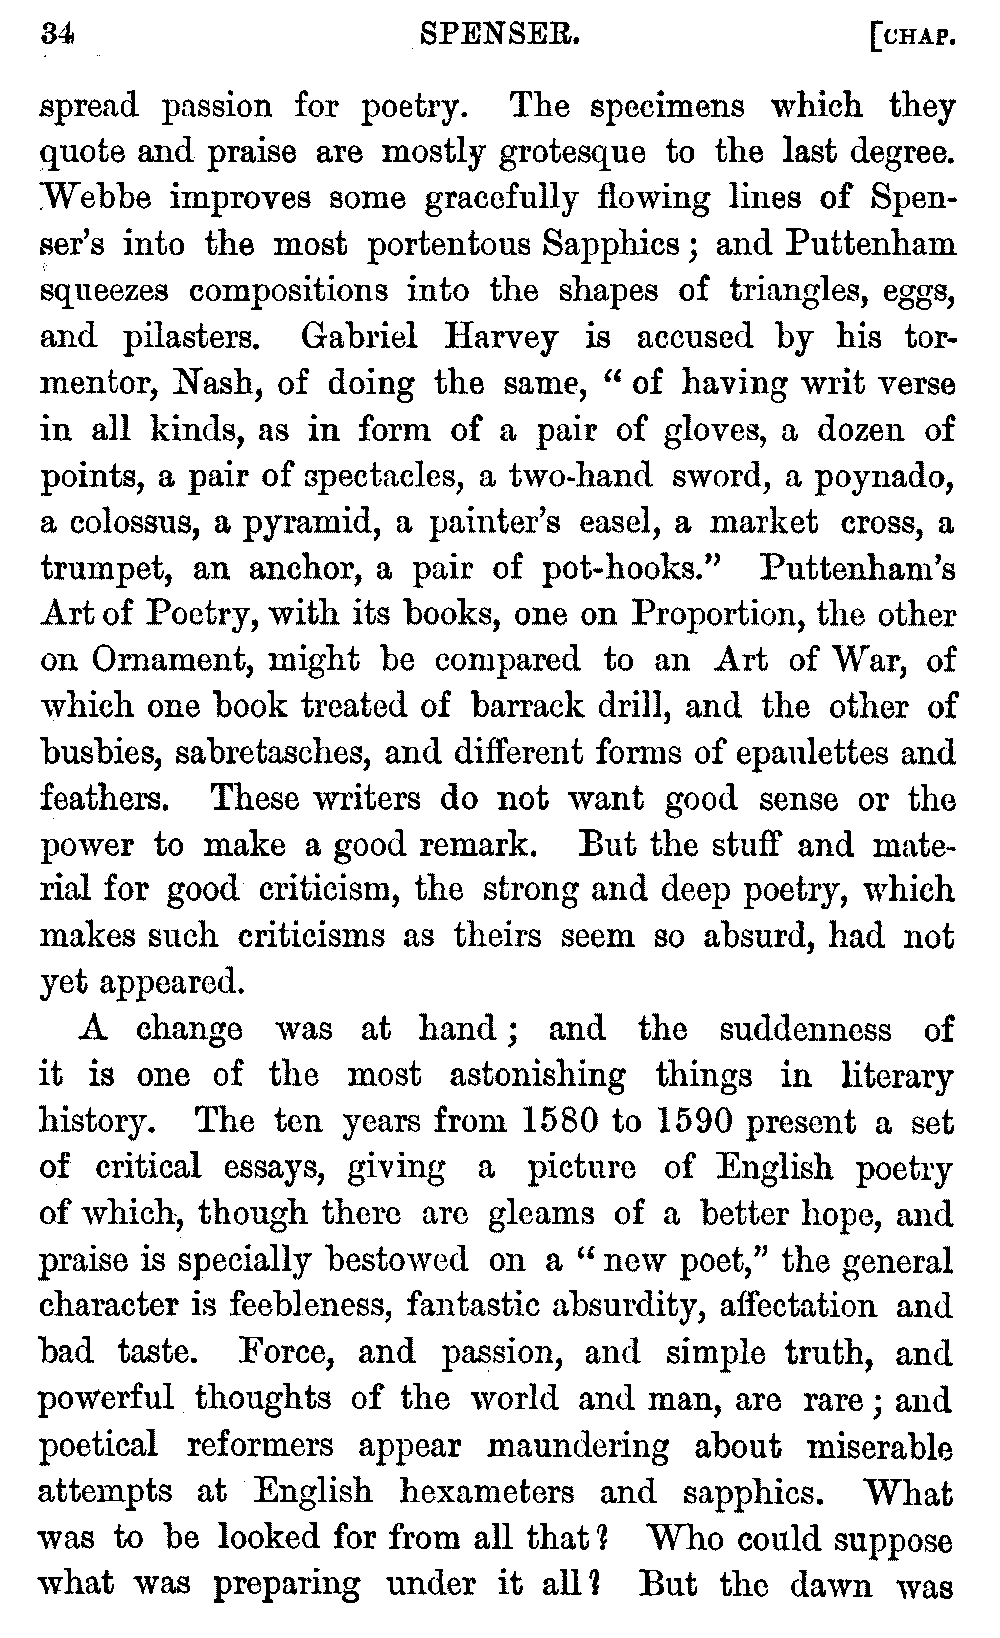 34 SPENSER. [CHAP.
spread passion for poetry. The specimens which they
quote and praise are mostly grotesque to the last degree.
Webbe improves some gracefully flowing lines of Spen-
ser's into the most portentous Sapphics; and Puttenham
squeezes compositions into the shapes of triangles, eggs,
and pilasters. Gabriel Harvey is accused by his tor-
mentor, Nash, of doing the same, "of having writ verse
in all kinds, as in form of a pair of gloves, a dozen of
points, a pair of spectacles, a two-hand sword, a poynado,
a colossus, a pyramid, a painter's easel, a market cross, a
trumpet, an anchor, a pair of pot-hooks." Puttenham's
Art of Poetry, with its books, one on Proportion, the other
on Ornament, might be compared to an Art of War, of
which one book treated of barrack drill, and the other of
busbies, sabretasches, and different forms of epaulettes and
feathers. These writers do not want good sense or the
power to make a good remark. But the stuff and mate-
rial for good criticism, the strong and deep poetry, which
makes such criticisms as theirs seem so absurd, had not
yet appeared.
A change was at hand; and the suddenness of
it is one of the most astonishing things in literary
history. The ten years from 1580 to 1590 present a set
of critical essays, giving a picture of English poetry
of which, though there are gleams of a better hope, and
praise is specially bestowed on a "new poet," the general
character is feebleness, fantastic absurdity, affectation and
bad taste. Force, and passion, and simple truth, and
powerful thoughts of the world and man, are rare; and
poetical reformers appear maundering about miserable
attempts at English hexameters and sapphics. What
was to be looked for from all that? Who could suppose
what was preparing under it all? But the dawn was